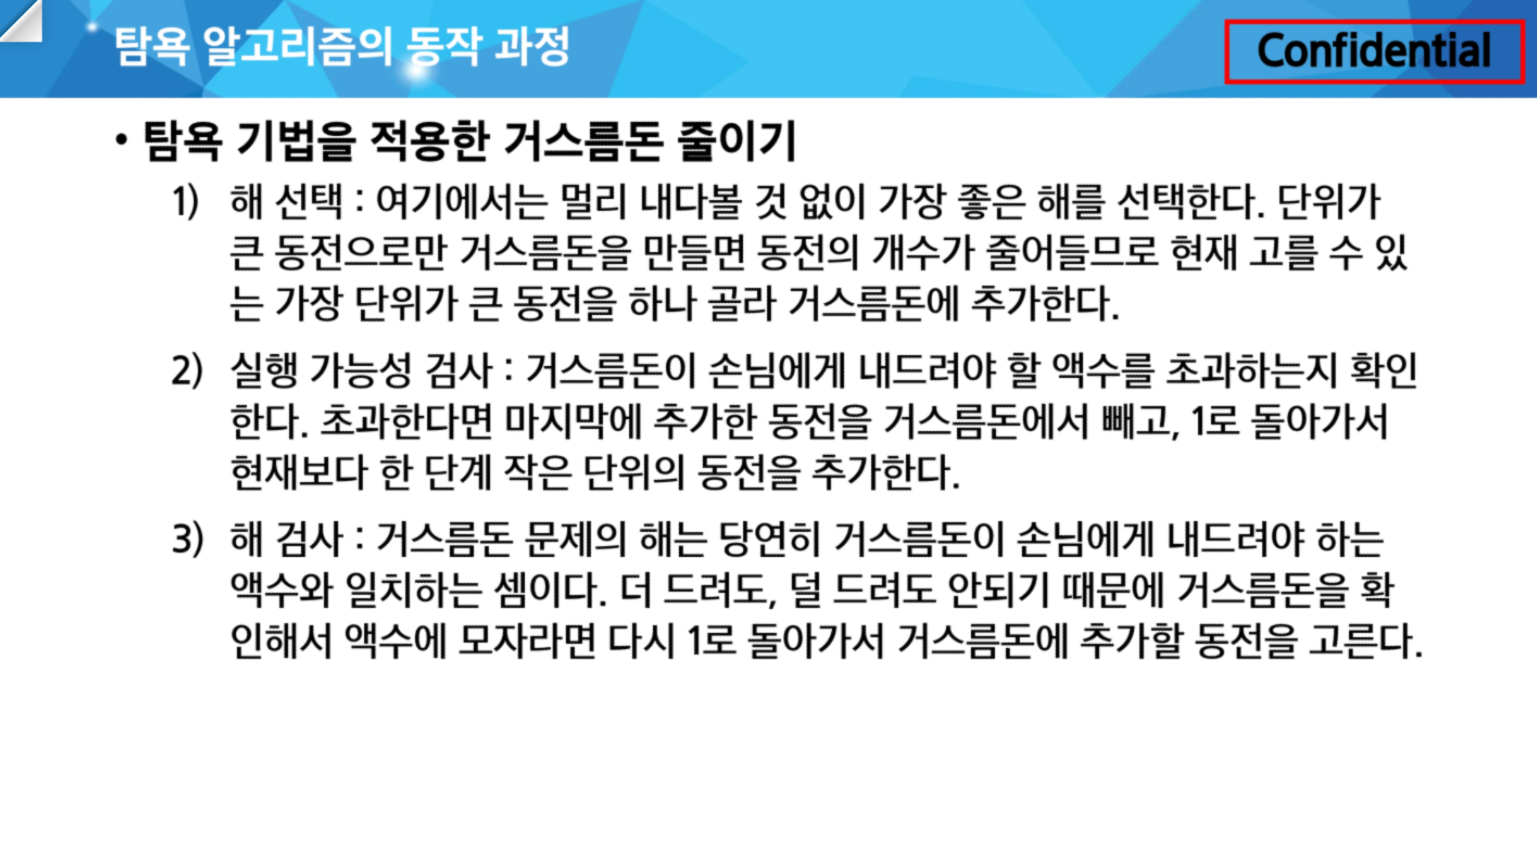 탐욕 알고리즘의 동작 과정
Confidential
• 탐욕 기법을 적용한 거스름돈 줄이기
1) 해 선택 : 여기에서는 멀리 내다볼 것 없이 가장 좋은 해를 선택한다. 단위가
큰 동전으로만 거스름돈을 만들면 동전의 개수가 줄어들므로 현재 고를 수 있
는 가장 단위가 큰 동전을 하나 골라 거스름돈에 추가한다.
2) 실행 가능성 검사 : 거스름돈이 손님에게 내드려야 할 액수를 초과하는지 확인
한다. 초과한다면 마지막에 추가한 동전을 거스름돈에서 빼고, 1로 돌아가서
현재보다 한 단계 작은 단위의 동전을 추가한다.
3) 해 검사 : 거스름돈 문제의 해는 당연히 거스름돈이 손님에게 내드려야 하는
액수와 일치하는 셈이다. 더 드려도, 덜 드려도 안되기 때문에 거스름돈을 확
인해서 액수에 모자라면 다시 1로 돌아가서 거스름돈에 추가할 동전을 고른다.